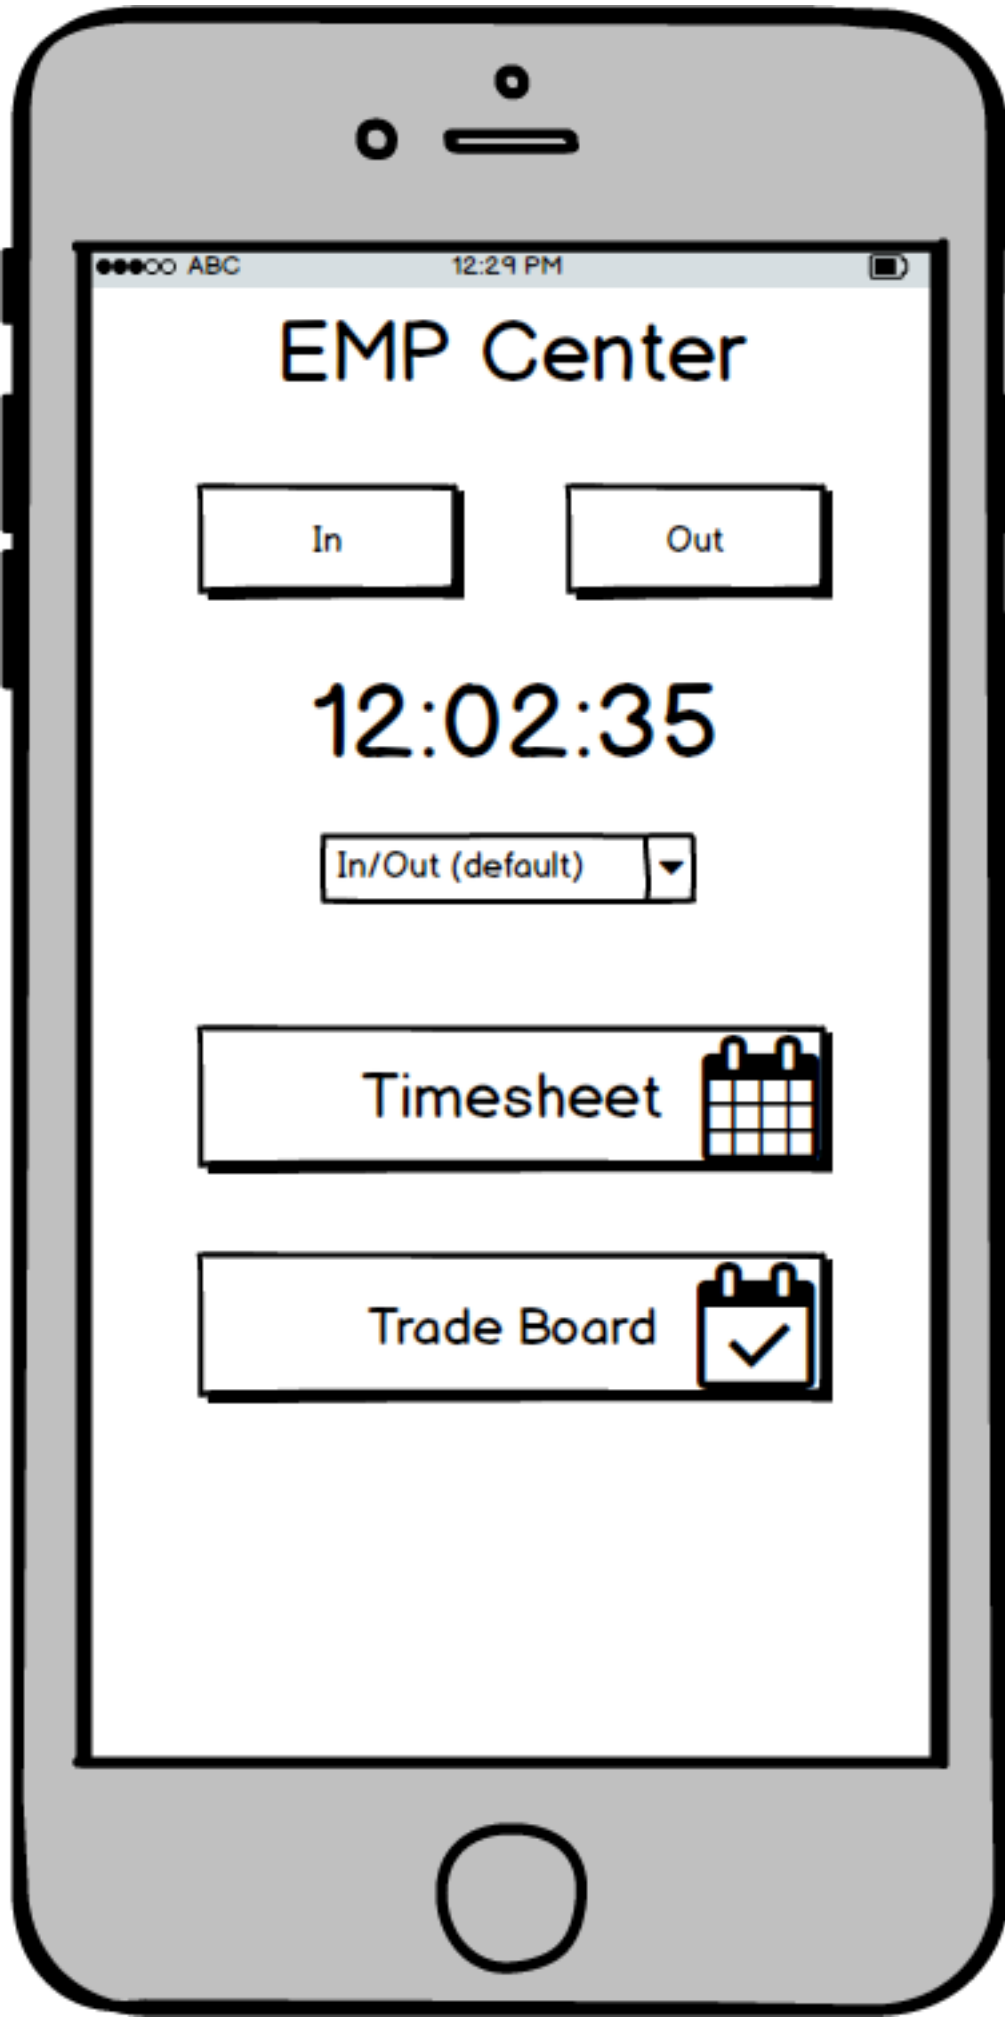 ABC 12:29 PM
EMP Center
In Out
12:02:35
In/Out (default)
Timesheet
Trade Board